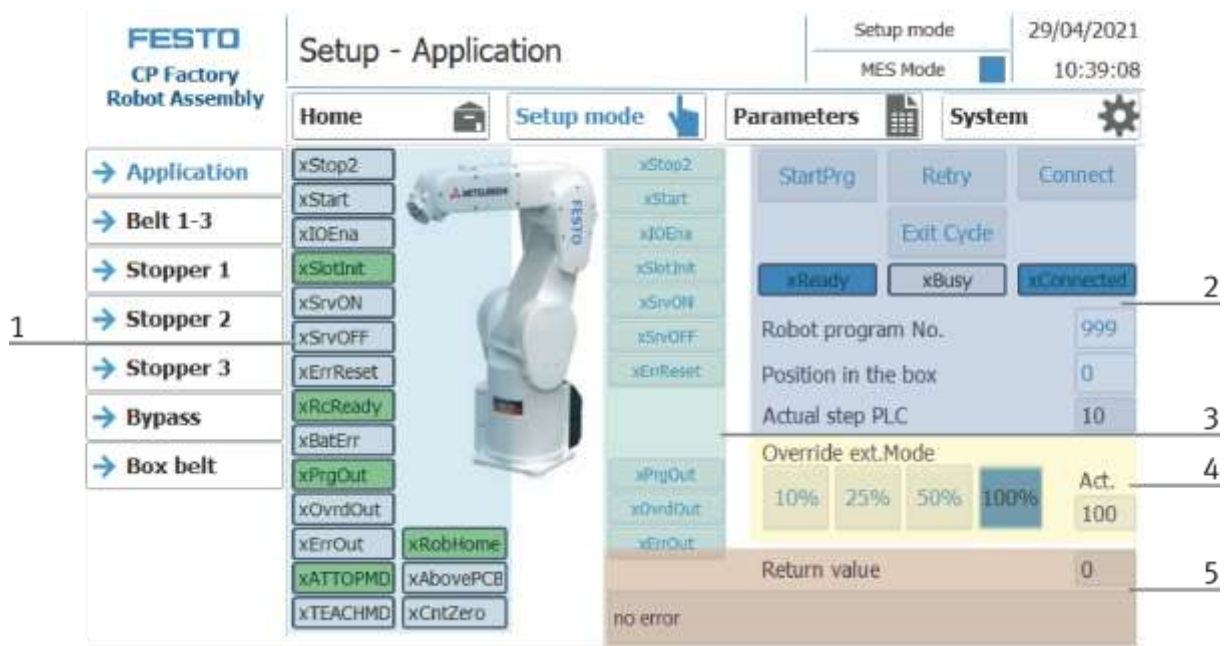 FESTO
CP Factory
Robot Assembly
Setup - Application
Setup mode
MES Mode
29/04/2021
10:39:08
Home
Setup mode
Parameters
System
Application
Belt 1-3
Stopper 1
Stopper 2
Stopper 3
Bypass
Box belt
1
xStop2
xStart
xIOEna
xSlotInit
xSrvON
xSrvOFF
xErrReset
xRcReady
xBatErr
xPrgOut
xOvrdOut
xErrOut
xRobHome
xATTOPMD
xAbovePCB
xTEACHMD
xCntZero
MITSUBISHI
FESTO
xStop2
xStart
xIOEna
xSlotInit
xSrvON
xSrvOFF
xErrReset
xPrgOut
xOvrdOut
xErrOut
StartPrg
Retry
Connect
Exit Cycle
xReady
xBusy
xConnected
2
Robot program No.
999
Position in the box
0
Actual step PLC
10
3
Override ext.Mode
10%
25%
50%
100%
Act.
100
4
Return value
0
5
no error